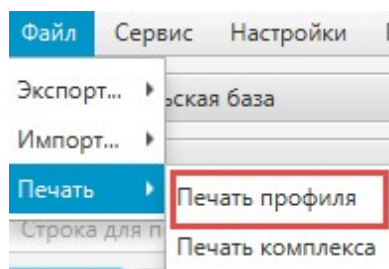 Файл Сервис Настройки
Экспорт... ьская база
Импорт...
Печать Печать профиля
Строка для п
Печать комплекса